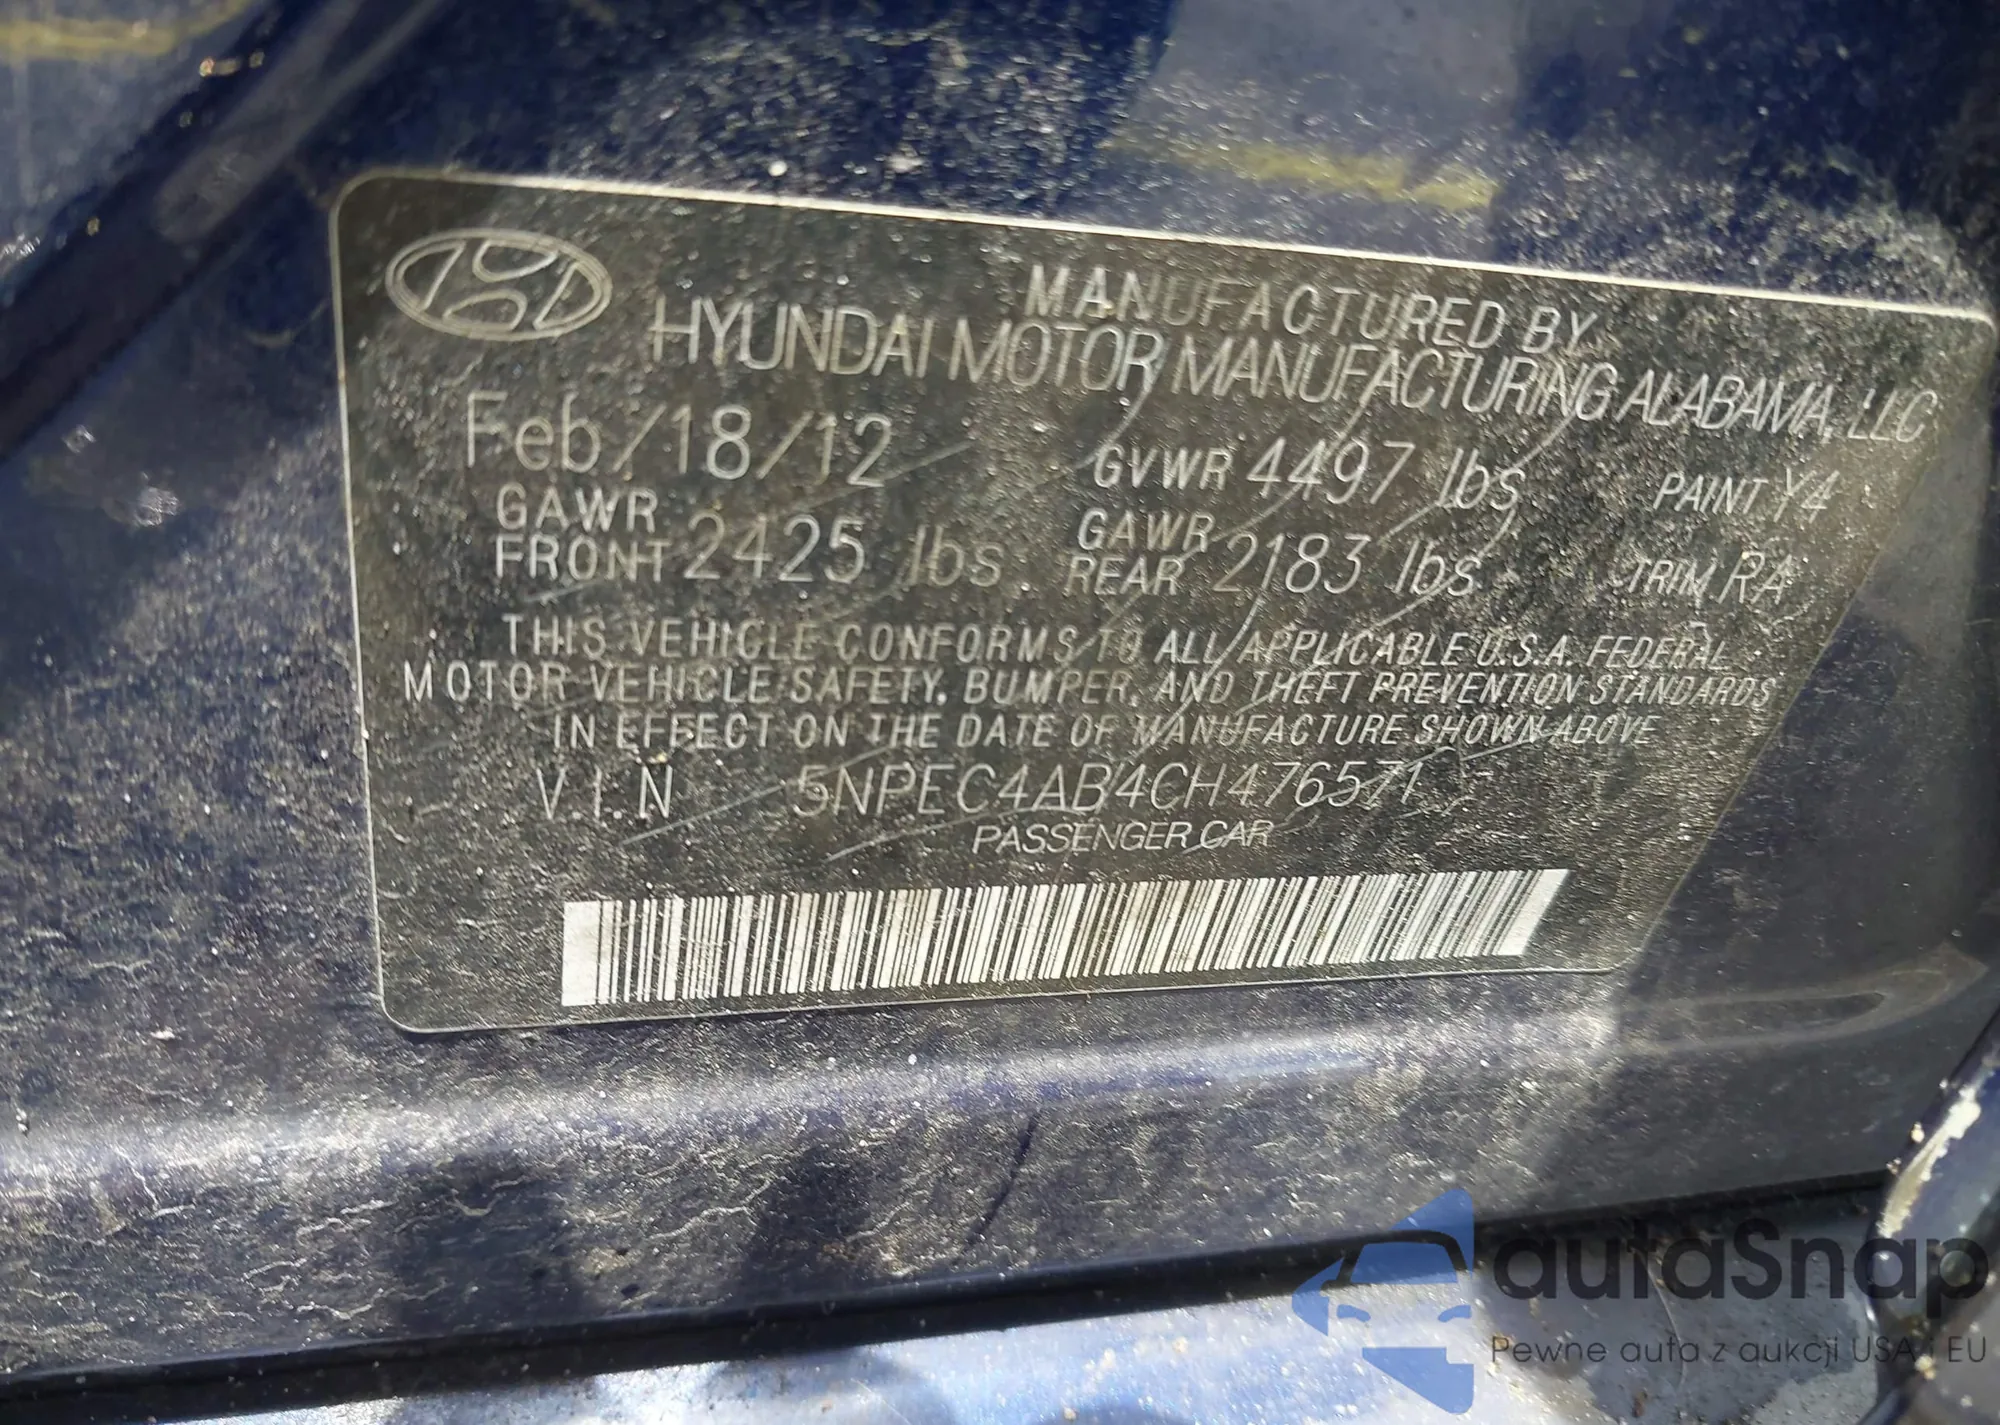 MANUFACTURED BY
HYUNDAI MOTOR MANUFACTURING ALABAMA, LLC
Feb/18/12 GVWR 4497 lbs PAINT Y4
GAWR FRONT 2425 lbs GAWR REAR 2183 lbs TRIM RA
THIS VEHICLE CONFORMS TO ALL APPLICABLE U.S.A. FEDERAL
MOTOR VEHICLE SAFETY, BUMPER, AND THEFT PREVENTION STANDARDS
IN EFFECT ON THE DATE OF MANUFACTURE SHOWN ABOVE
VIN 5NPEC4AB4CH476571
PASSENGER CAR
autaSnap
Pewne auta z aukcji USA i EU